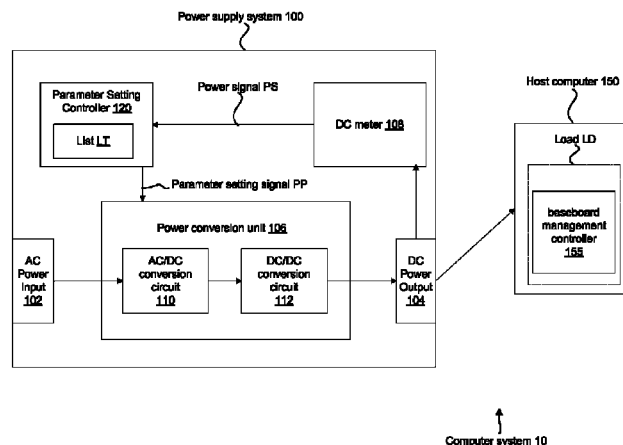 Power supply system 100
Host computer 150
Parameter Setting
Controller 120
List LT
Power signal PS
DC meter 108
Load LD
Parameter setting signal PP
baseboard
management
controller
155
Power conversion unit 106
AC
Power
Input
102
AC/DC
conversion
circuit
110
DC/DC
conversion
circuit
112
DC
Power
Output
104
Computer system 10